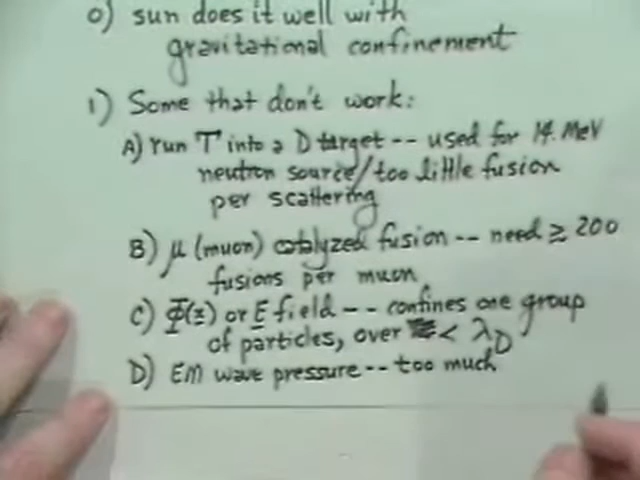 0) sun does it well with
gravitational confinement
1) Some that don't work:
A) run T into a D target -- used for 14. MeV
neutron source/too little fusion
per scattering
B) μ (muon) catalyzed fusion -- need ≥ 200
fusions per muon
C) Φ(x) or E field -- confines one group
of particles, over < λD
D) EM wave pressure -- too much